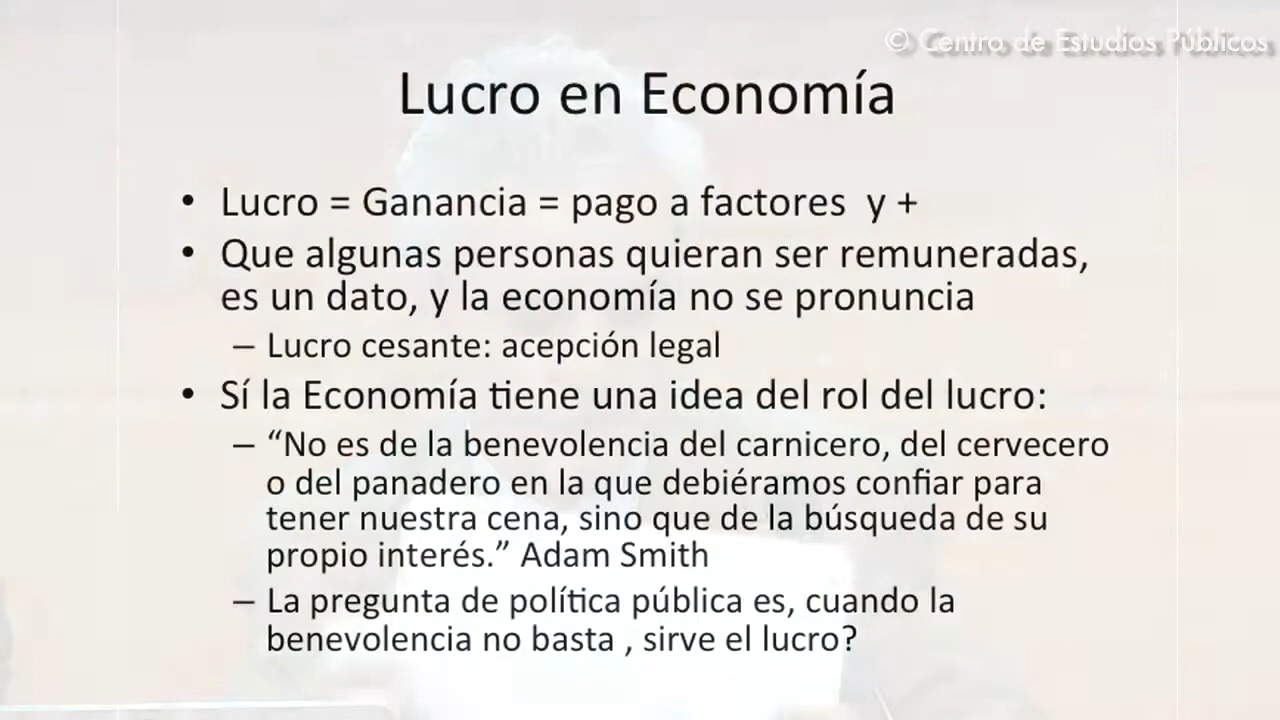 © Centro de Estudios Públicos
Lucro en Economía
• Lucro = Ganancia = pago a factores y +
• Que algunas personas quieran ser remuneradas,
es un dato, y la economía no se pronuncia
– Lucro cesante: acepción legal
• Sí la Economía tiene una idea del rol del lucro:
– “No es de la benevolencia del carnicero, del cervecero
o del panadero en la que debiéramos confiar para
tener nuestra cena, sino que de la búsqueda de su
propio interés.” Adam Smith
– La pregunta de política pública es, cuando la
benevolencia no basta , sirve el lucro?